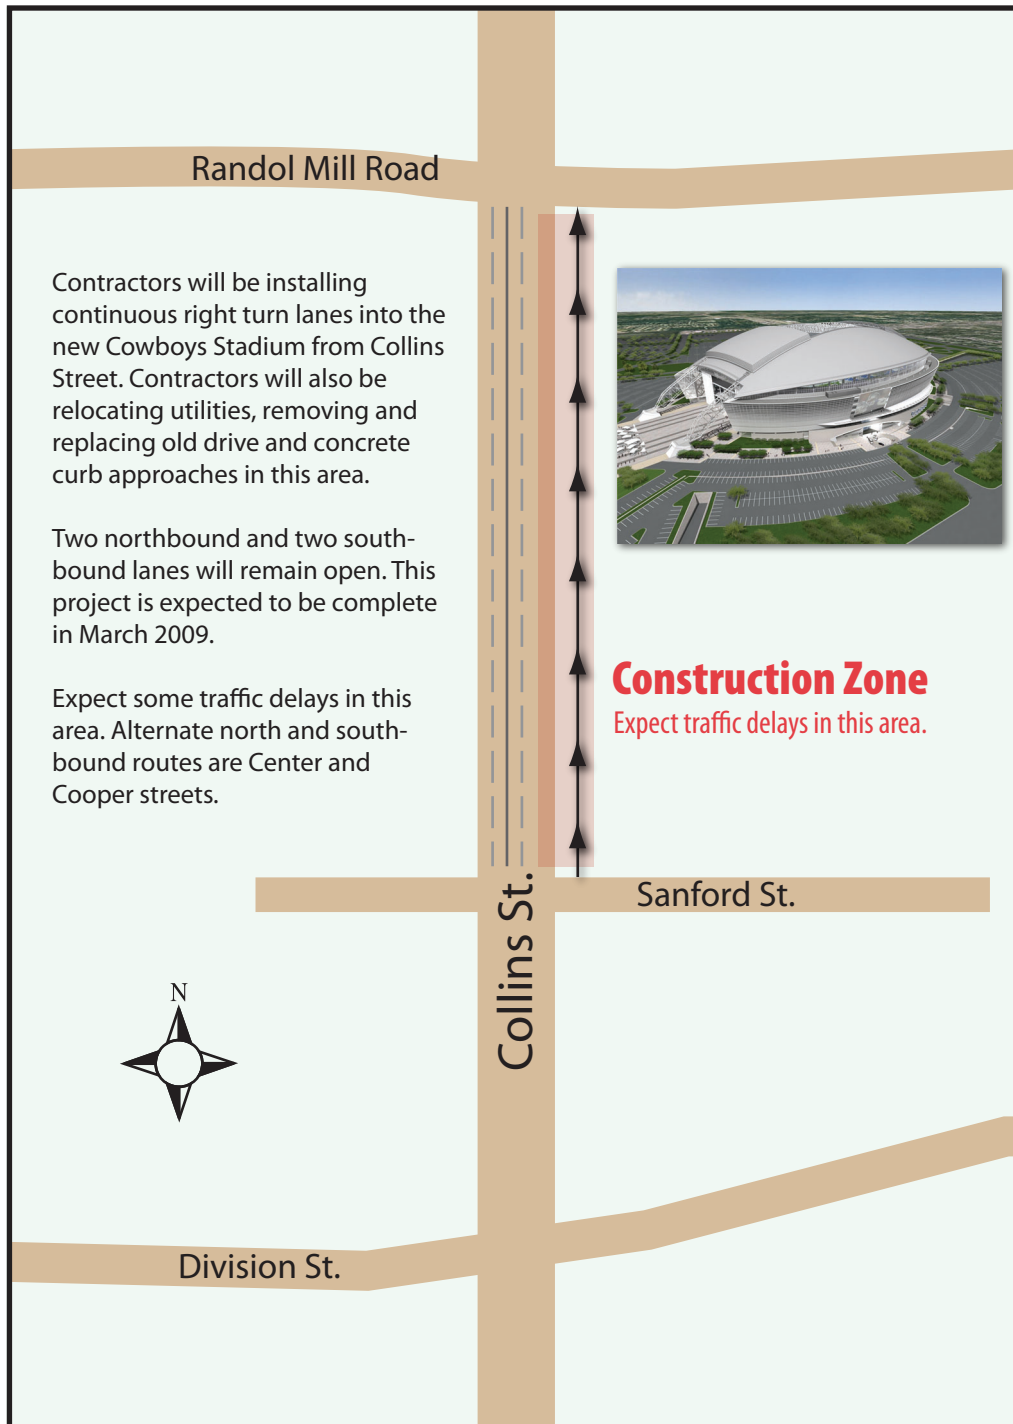 Randol Mill Road
Contractors will be installing
continuous right turn lanes into the
new Cowboys Stadium from Collins
Street. Contractors will also be
relocating utilities, removing and
replacing old drive and concrete
curb approaches in this area.
Two northbound and two south-
bound lanes will remain open. This
project is expected to be complete
in March 2009.
Expect some traffic delays in this
area. Alternate north and south-
bound routes are Center and
Cooper streets.
Construction Zone
Expect traffic delays in this area.
Sanford St.
Collins St.
N
Division St.